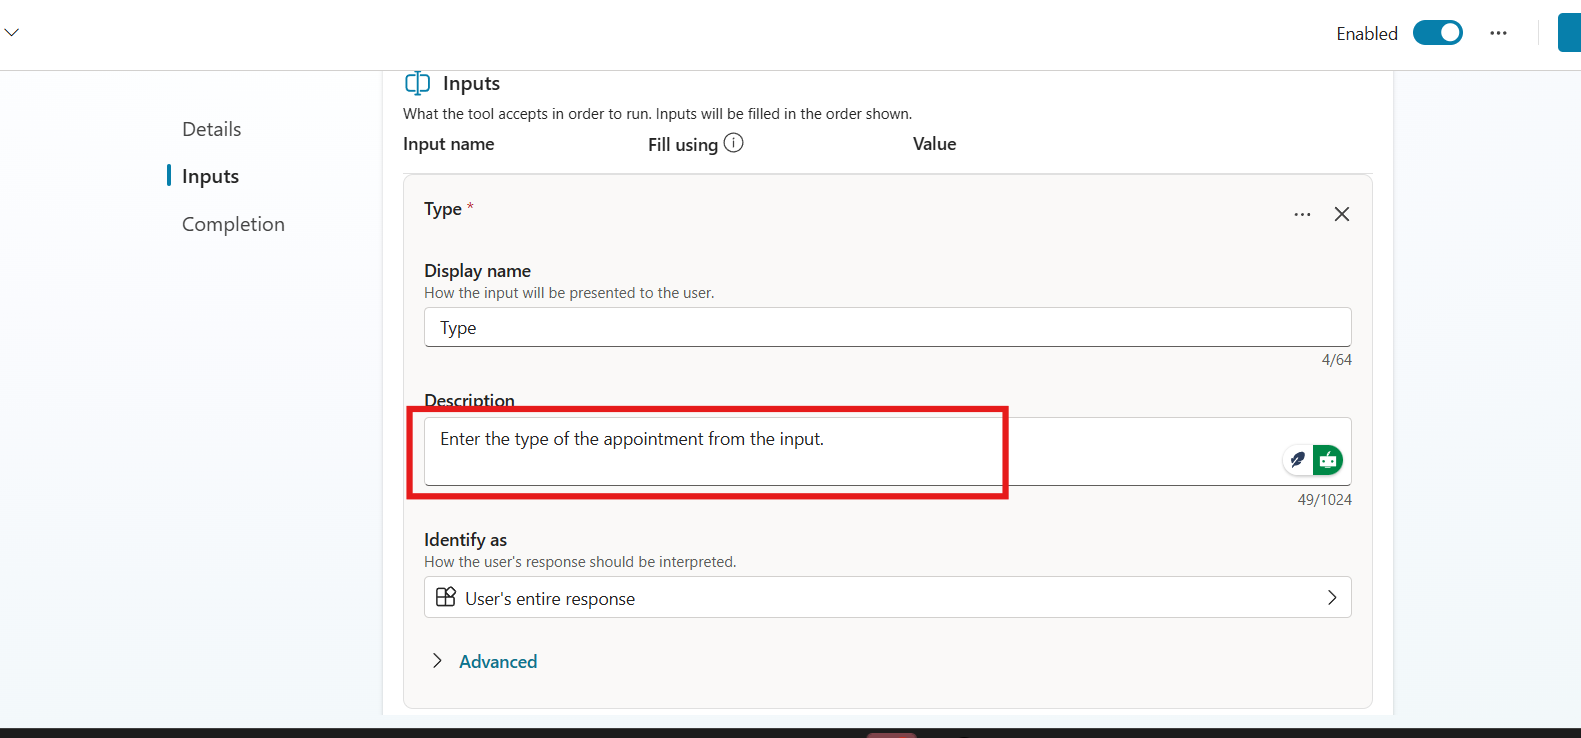 Enabled
Inputs
What the tool accepts in order to run. Inputs will be filled in the order shown.
Input name Fill using Value
Details
Inputs
Completion
Type *
Display name
How the input will be presented to the user.
Type
4/64
Description
Enter the type of the appointment from the input.
49/1024
Identify as
How the user's response should be interpreted.
User's entire response
Advanced